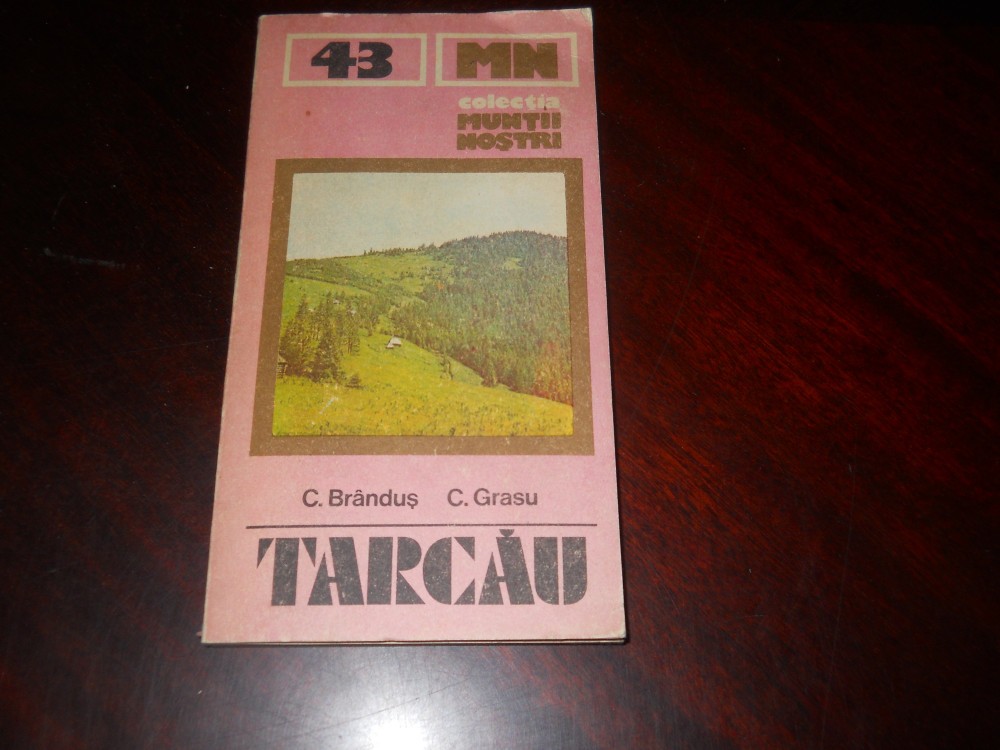 43
MN
colecția
MUNȚII
NOȘTRI
C. Brânduș C. Grasu
TARCĂU